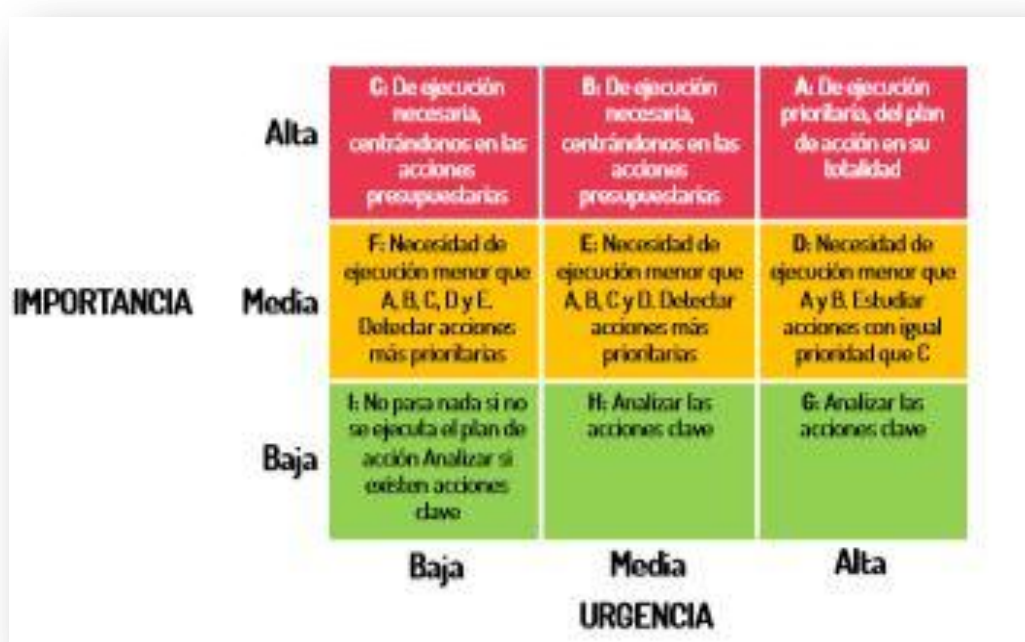 Alta
C: De ejecución
necesaria,
centrándonos en las
acciones
presupuestarias
B: De ejecución
necesaria,
centrándonos en las
acciones
presupuestarias
A: De ejecución
prioritaria, del plan
de acción en su
totalidad
IMPORTANCIA
Media
F: Necesidad de
ejecución menor que
A, B, C, D y E.
Detectar acciones
más prioritarias
E: Necesidad de
ejecución menor que
A, B, C y D. Detectar
acciones más
prioritarias
D: Necesidad de
ejecución menor que
A y B. Estudiar
acciones con igual
prioridad que C
Baja
I: No pasa nada si no
se ejecuta el plan de
acción Analizar si
existen acciones
clave
H: Analizar las
acciones clave
G: Analizar las
acciones clave
Baja
Media
Alta
URGENCIA